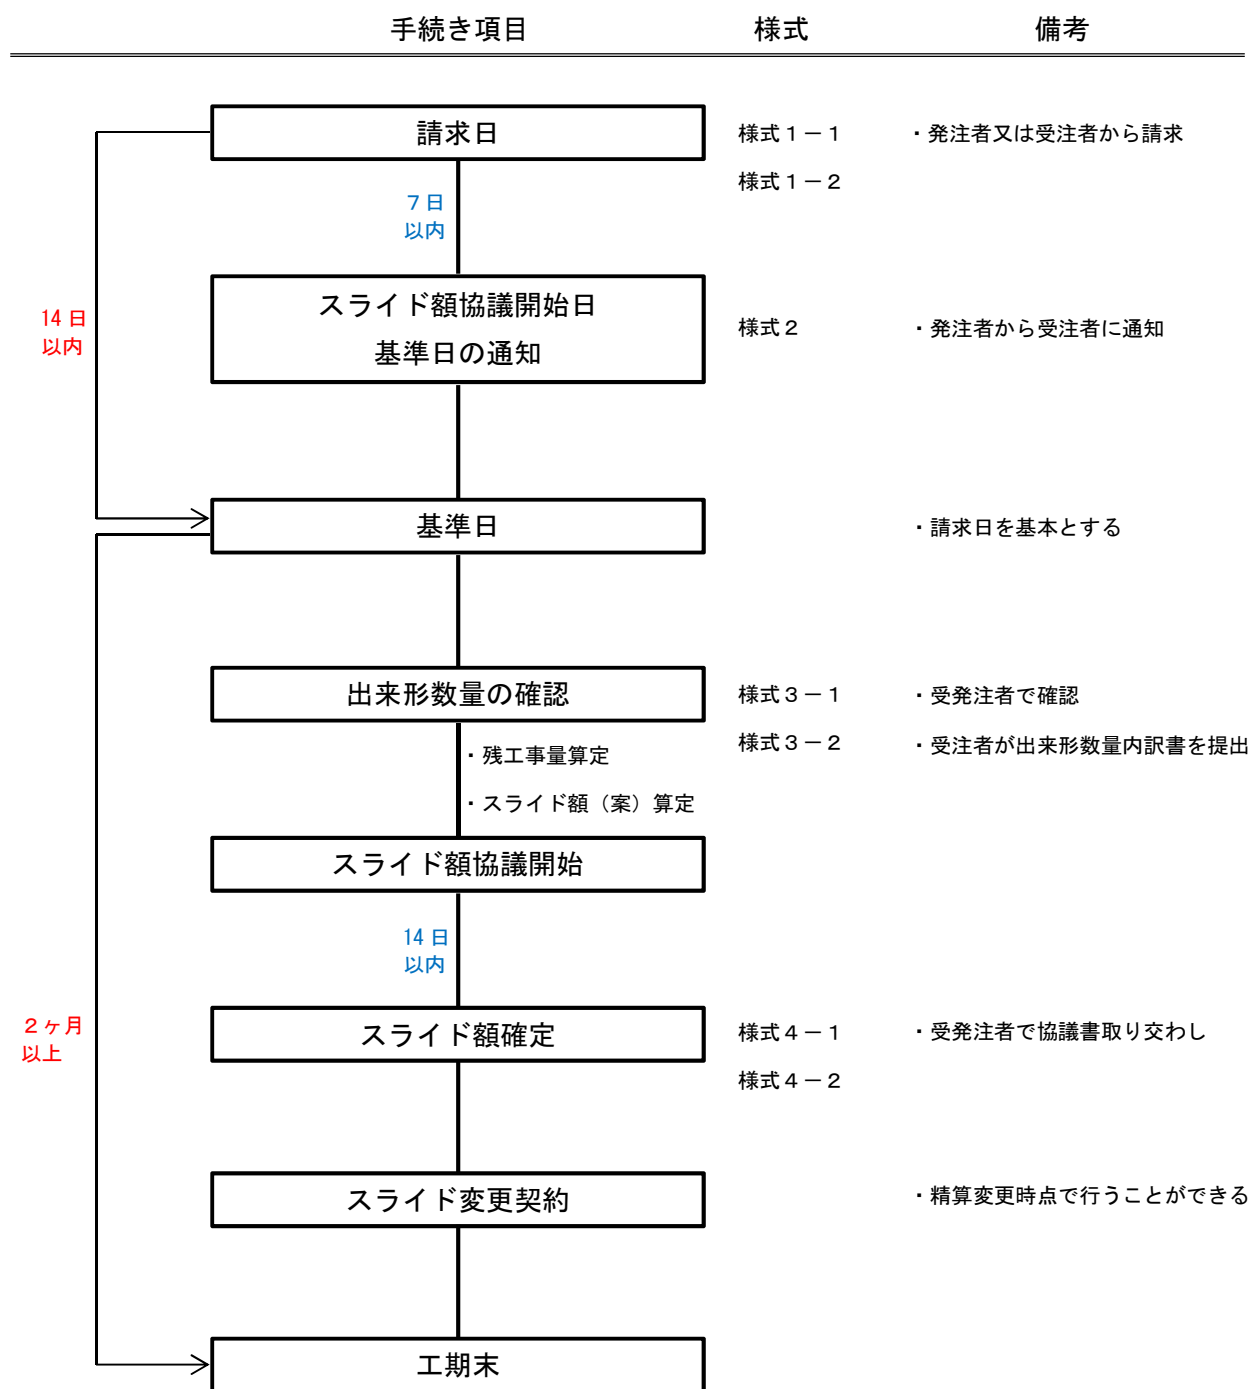 手続き項目 様式 備考
請求日 様式１－１ ・発注者又は受注者から請求
様式１－２
７日
以内
スライド額協議開始日
基準日の通知
様式２ ・発注者から受注者に通知
14 日
以内
基準日 ・請求日を基本とする
出来形数量の確認 様式３－１ ・受発注者で確認
様式３－２ ・受注者が出来形数量内訳書を提出
・残工事量算定
・スライド額（案）算定
スライド額協議開始
14 日
以内
スライド額確定 様式４－１ ・受発注者で協議書取り交わし
様式４－２
２ヶ月
以上
スライド変更契約 ・精算変更時点で行うことができる
工期末